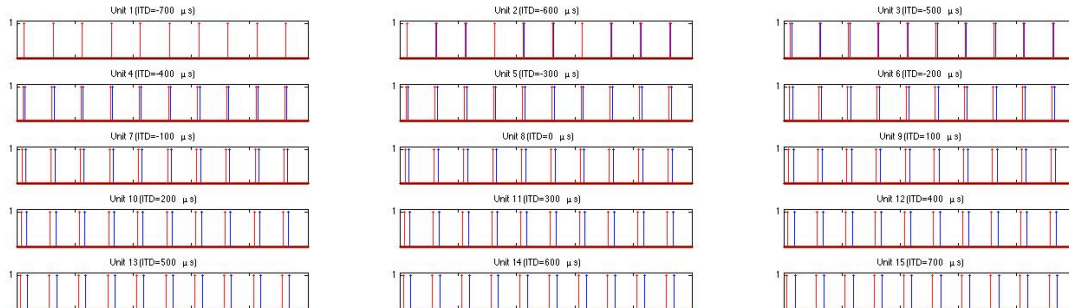 Unit 1 (ITD=-700 μs)
Unit 2 (ITD=-600 μs)
Unit 3 (ITD=-500 μs)
1
1
1
Unit 4 (ITD=-400 μs)
Unit 5 (ITD=-300 μs)
Unit 6 (ITD=-200 μs)
1
1
1
Unit 7 (ITD=-100 μs)
Unit 8 (ITD=0 μs)
Unit 9 (ITD=100 μs)
1
1
1
Unit 10 (ITD=200 μs)
Unit 11 (ITD=300 μs)
Unit 12 (ITD=400 μs)
1
1
1
Unit 13 (ITD=500 μs)
Unit 14 (ITD=600 μs)
Unit 15 (ITD=700 μs)
1
1
1